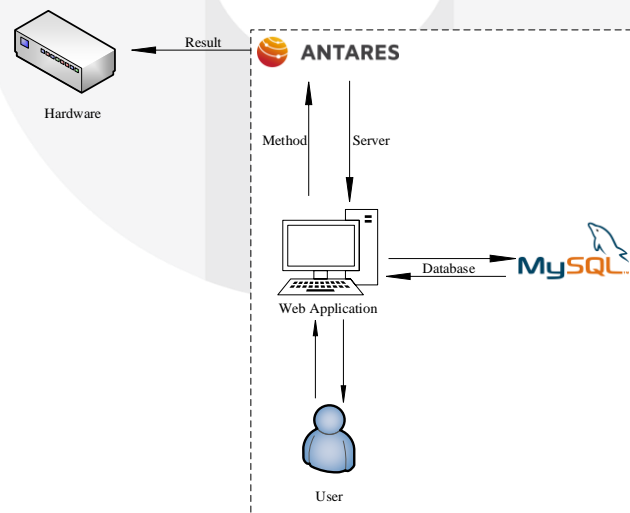 Result
ANTARES
Hardware
Method
Server
Database
MySQL
Web Application
User